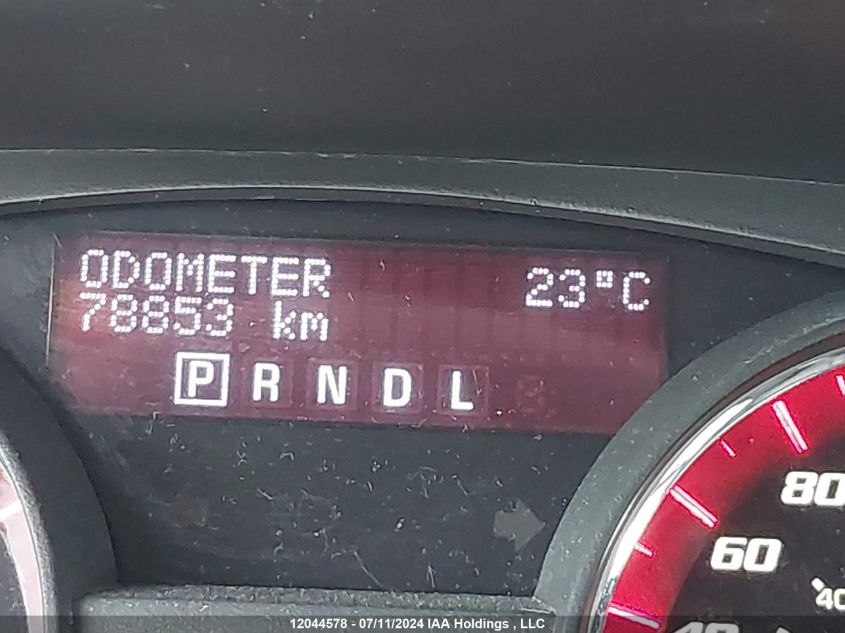 ODOMETER 23°C
78853 km
P R N D L
80
60
40
12044578 - 07/11/2024 IAA Holdings , LLC